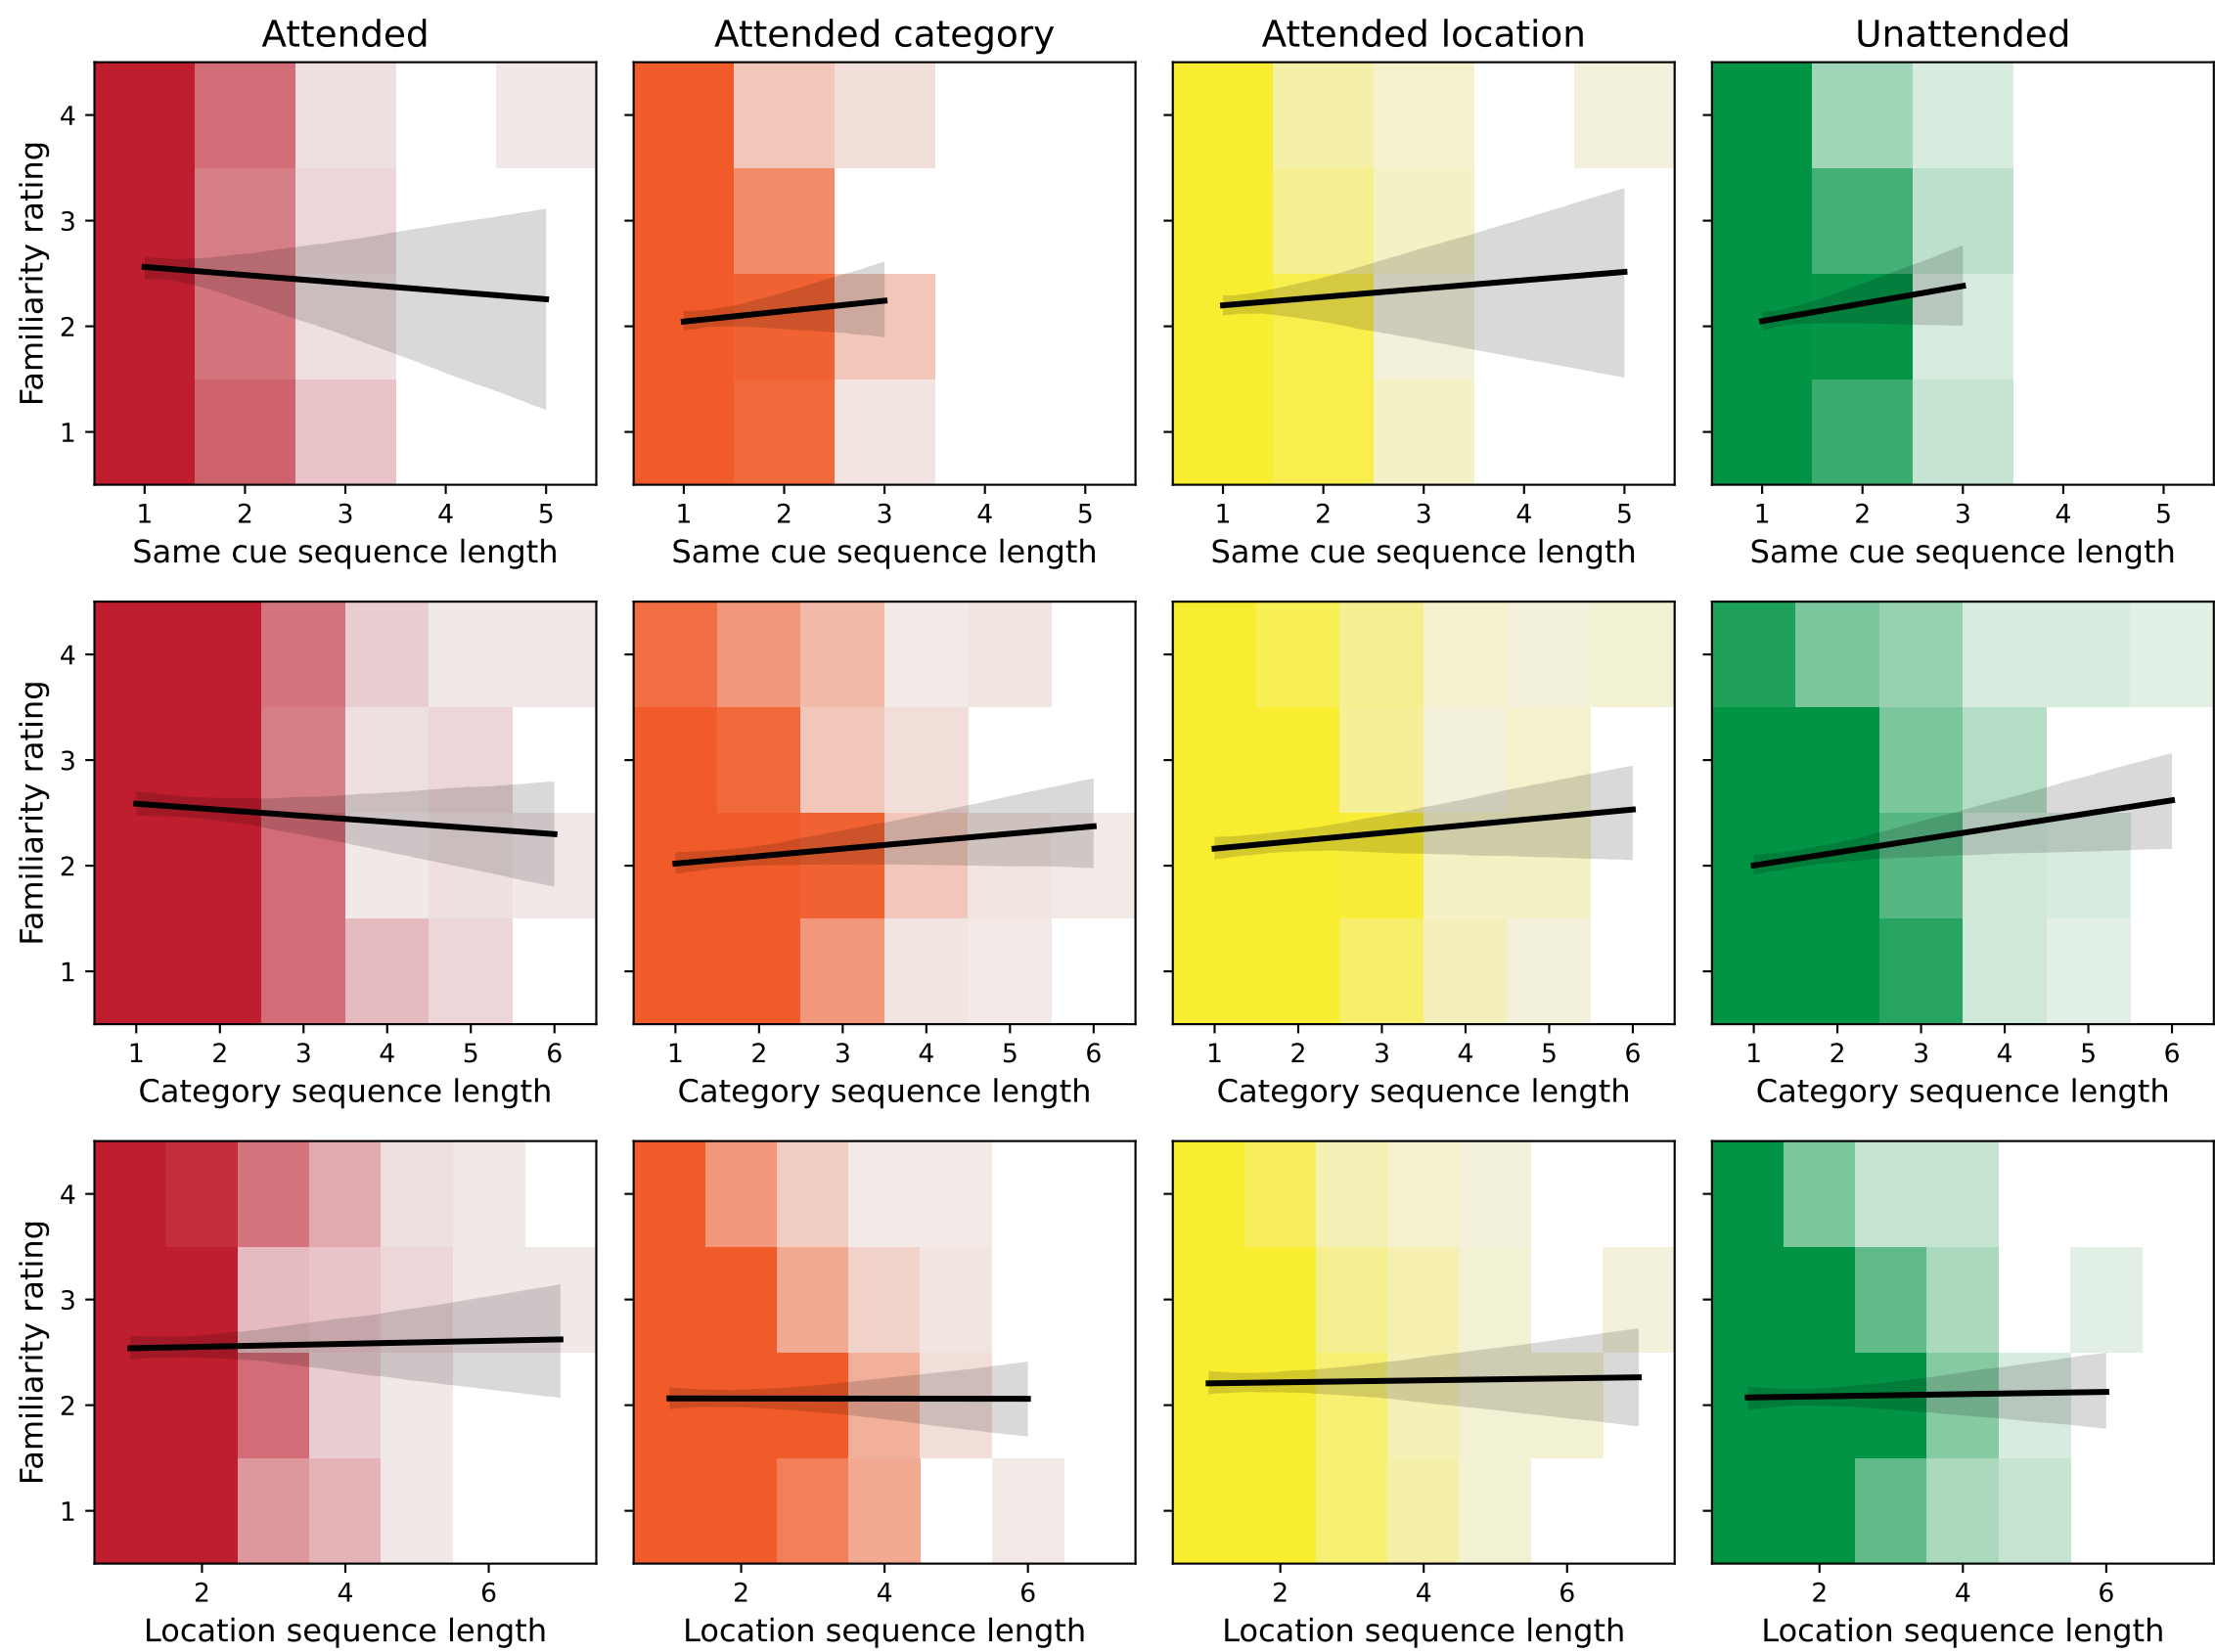 Attended Attended category Attended location Unattended
Familiarity rating
4
3
2
1
1 2 3 4 5 1 2 3 4 5 1 2 3 4 5 1 2 3 4 5
Same cue sequence length Same cue sequence length Same cue sequence length Same cue sequence length
Familiarity rating
4
3
2
1
1 2 3 4 5 6 1 2 3 4 5 6 1 2 3 4 5 6 1 2 3 4 5 6
Category sequence length Category sequence length Category sequence length Category sequence length
Familiarity rating
4
3
2
1
2 4 6 2 4 6 2 4 6 2 4 6
Location sequence length Location sequence length Location sequence length Location sequence length